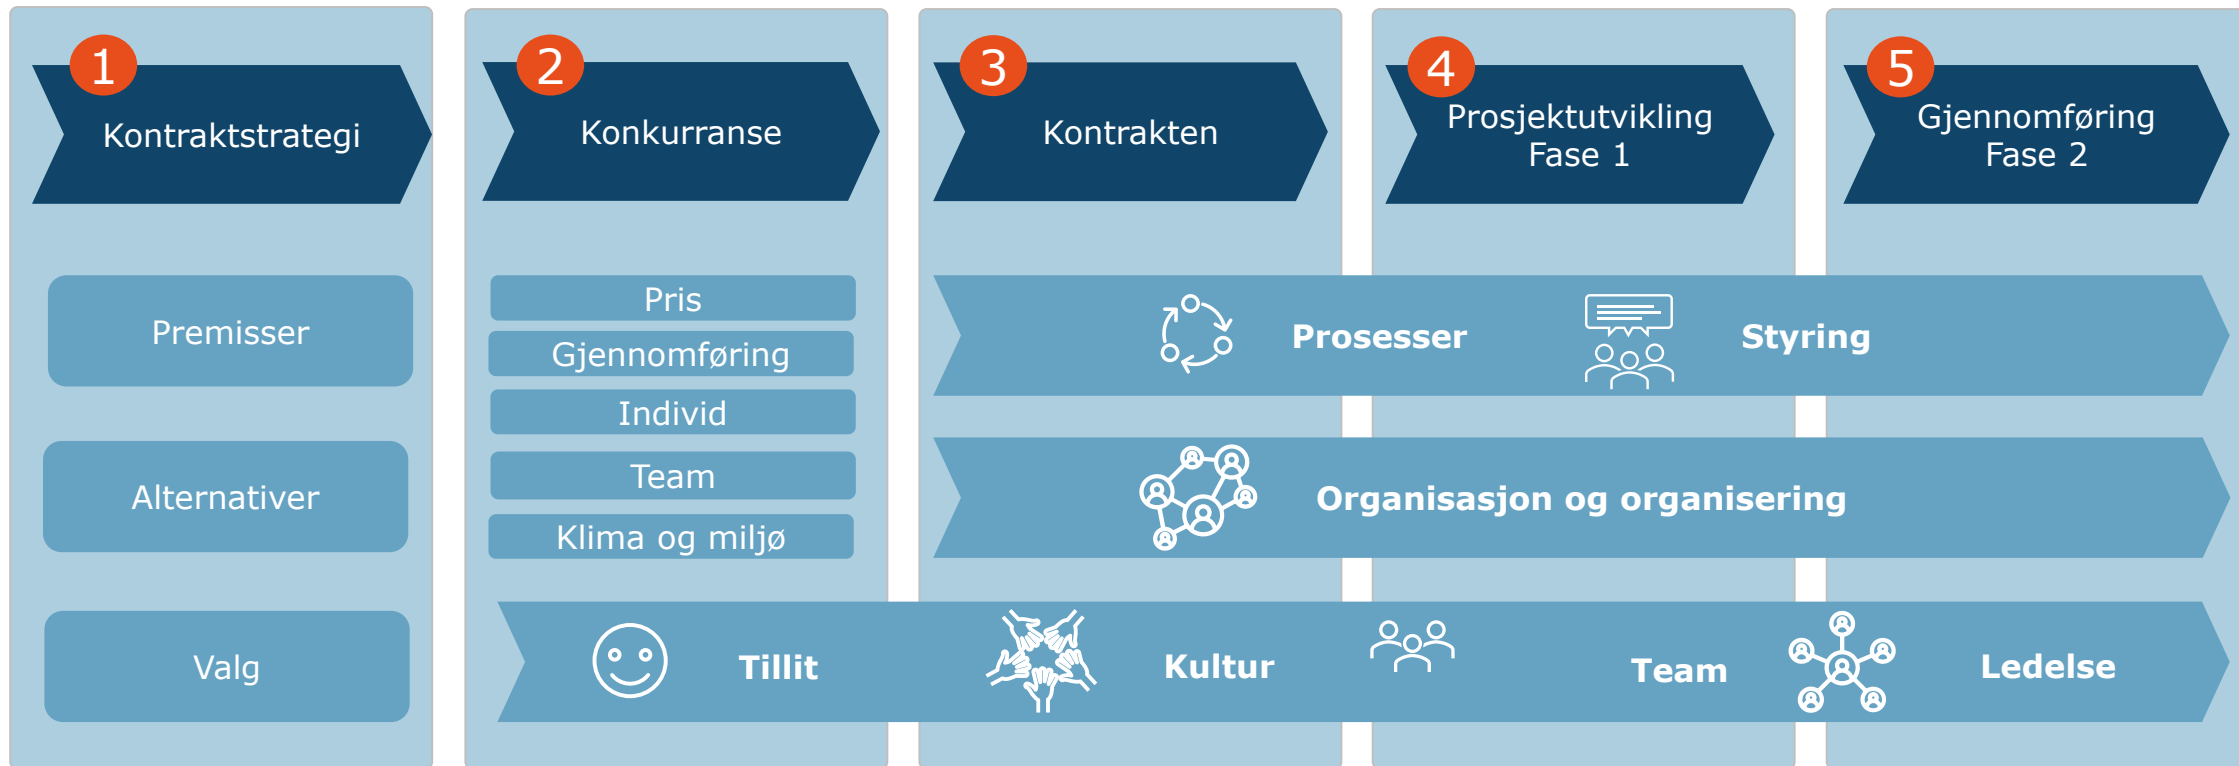 1
Kontraktstrategi
2
Konkurranse
3
Kontrakten
4
Prosjektutvikling
Fase 1
5
Gjennomføring
Fase 2
Premisser
Alternativer
Valg
Pris
Gjennomføring
Individ
Team
Klima og miljø
Prosesser
Styring
Organisasjon og organisering
Tillit
Kultur
Team
Ledelse